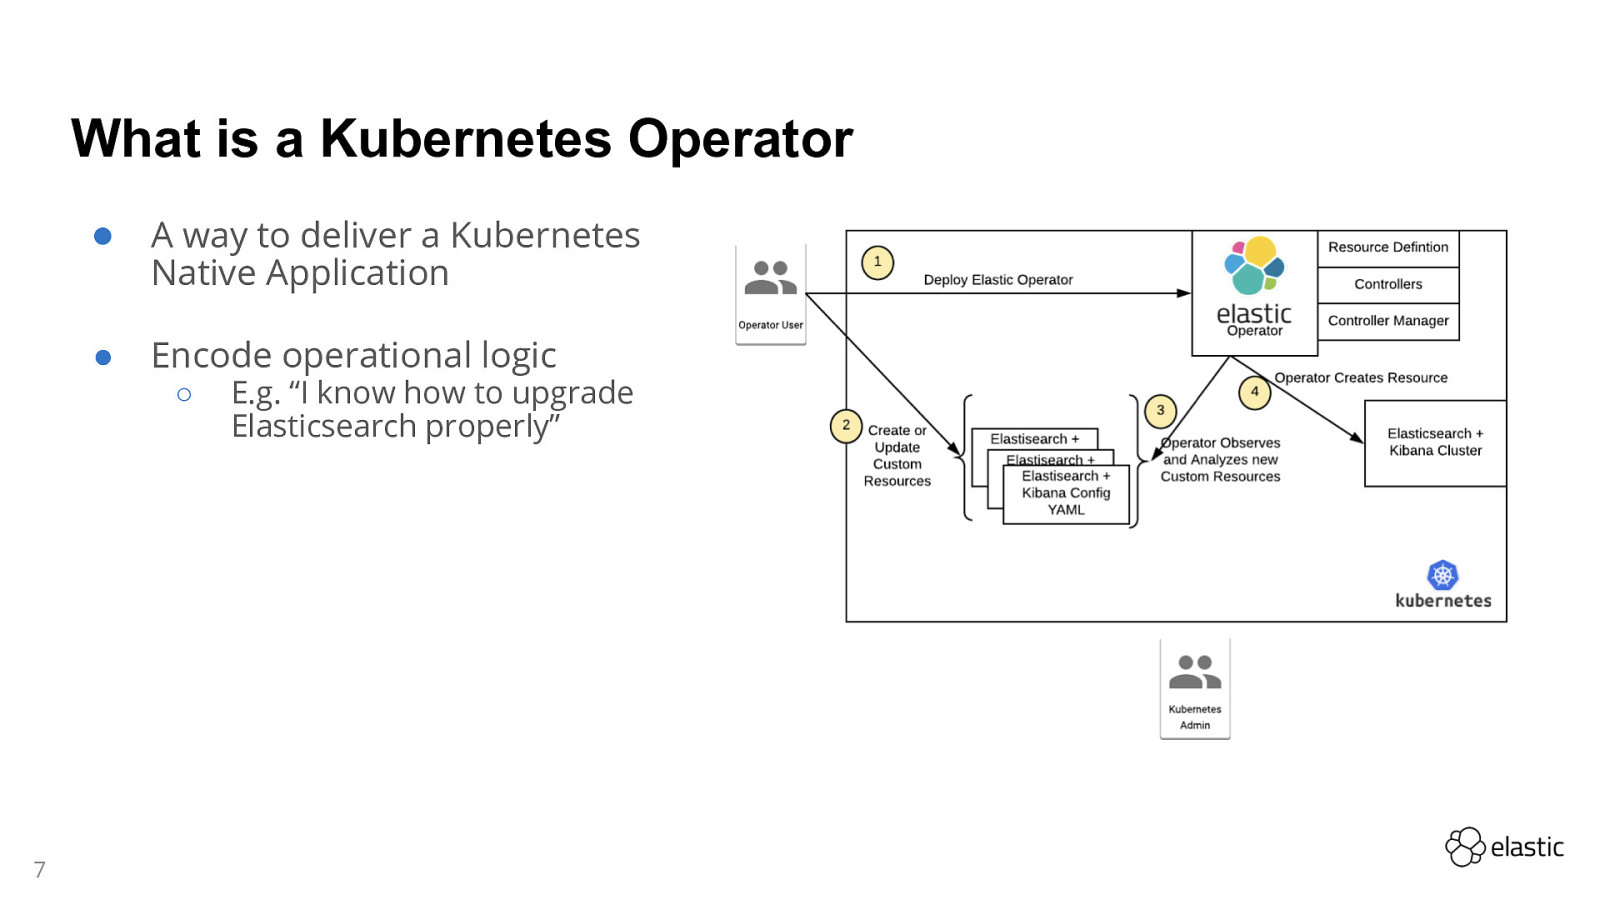 What is a Kubernetes Operator
● A way to deliver a Kubernetes
Native Application
● Encode operational logic
○ E.g. “I know how to upgrade
Elasticsearch properly”
Operator User
1
Deploy Elastic Operator
elastic
Operator
Resource Defintion
Controllers
Controller Manager
2
Create or
Update
Custom
Resources
Elastisearch +
Elastisearch +
Elastisearch +
Kibana Config
YAML
3
Operator Observes
and Analyzes new
Custom Resources
4
Operator Creates Resource
Elasticsearch +
Kibana Cluster
kubernetes
Kubernetes
Admin
7
elastic